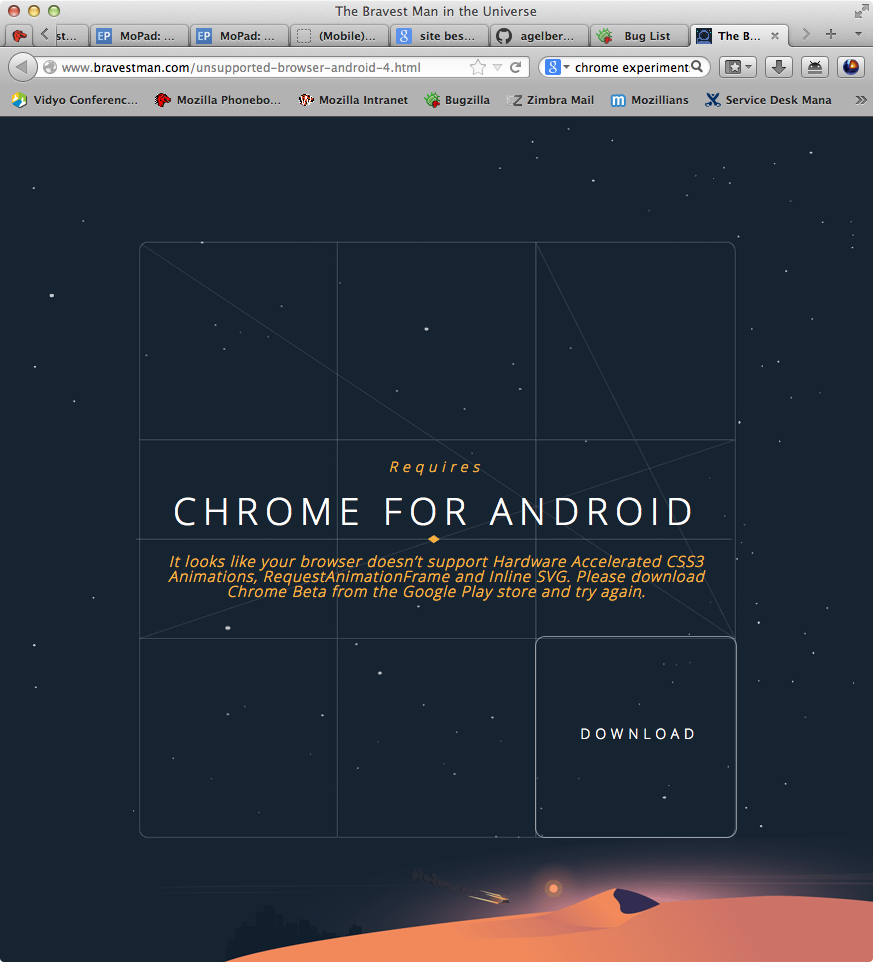 The Bravest Man in the Universe
st...
MoPad: ...
MoPad: ...
(Mobile)...
site bes...
agelber...
Bug List
The B...
www.bravestman.com/unsupported-browser-android-4.html
chrome experiment
Vidyo Conferenc...
Mozilla Phonebo...
Mozilla Intranet
Bugzilla
Zimbra Mail
Mozillians
Service Desk Mana
Requires
CHROME FOR ANDROID
It looks like your browser doesn’t support Hardware Accelerated CSS3
Animations, RequestAnimationFrame and Inline SVG. Please download
Chrome Beta from the Google Play store and try again.
DOWNLOAD